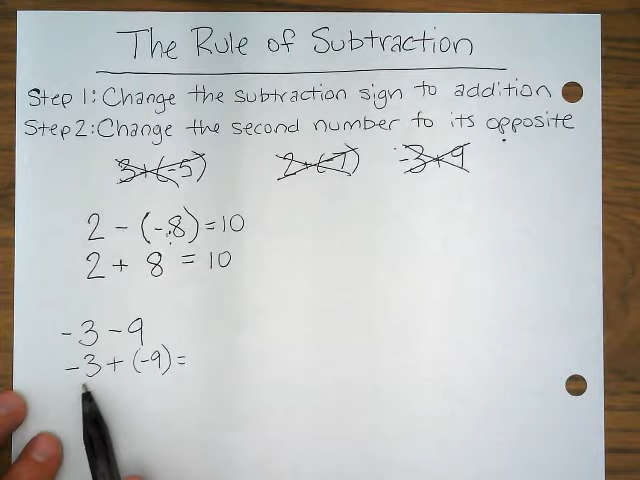 The Rule of Subtraction
Step 1: Change the subtraction sign to addition
Step 2: Change the second number to its opposite
3+(-5) 2+(-7) -3+9
2 - (-8) = 10
2 + 8 = 10
-3 - 9
-3 + (-9) =